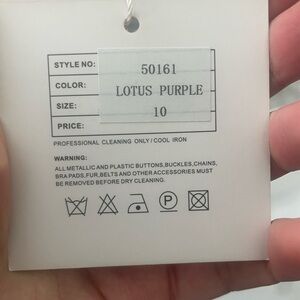 STYLE NO:
50161
COLOR:
LOTUS PURPLE
SIZE:
10
PRICE:
PROFESSIONAL CLEANING ONLY / COOL IRON
WARNING:
ALL METALLIC AND PLASTIC BUTTONS, BUCKLES, CHAINS,
BRA PADS, FUR, BELTS AND OTHER ACCESSORIES MUST
BE REMOVED BEFORE DRY CLEANING.
P